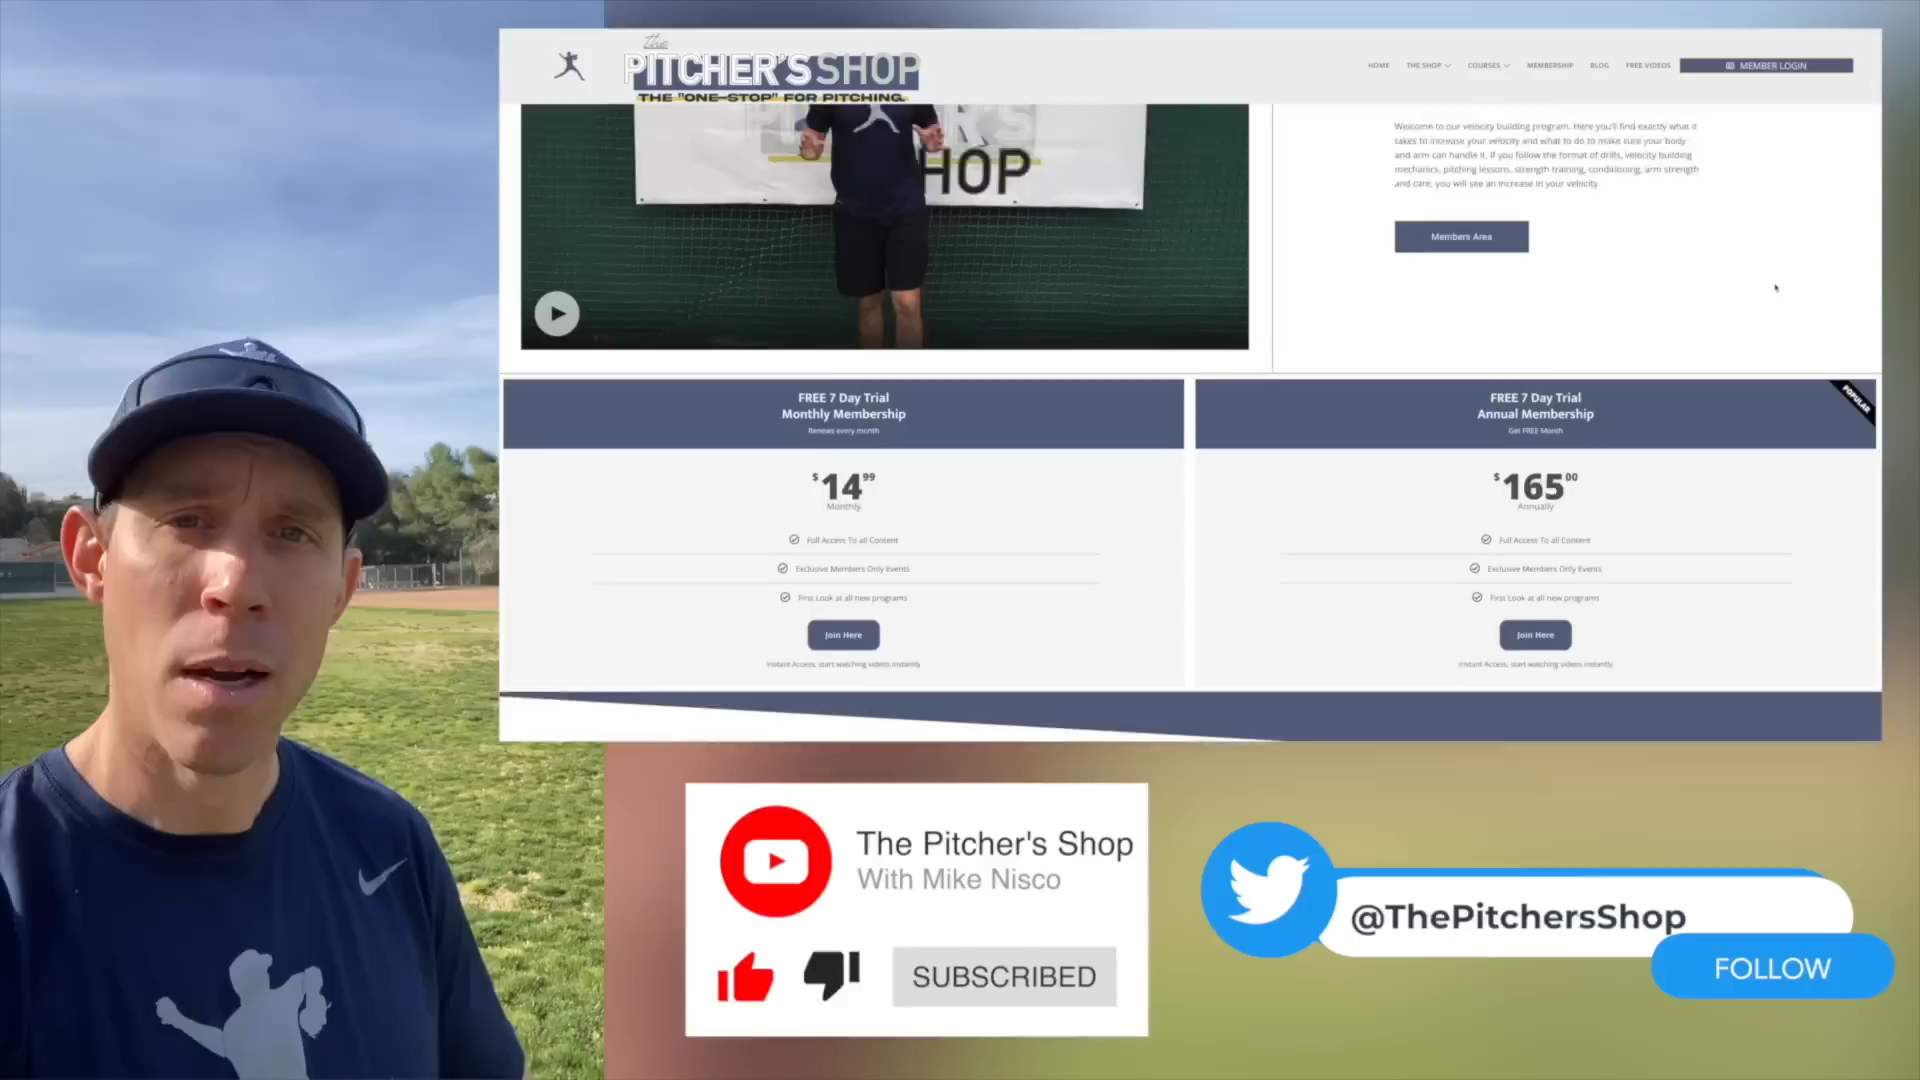 the
PITCHER'S SHOP
THE "ONE-STOP" FOR PITCHING.
HOME THE SHOP COURSES MEMBERSHIP BLOG FREE VIDEOS MEMBER LOGIN
HOP
Welcome to our velocity building program. Here you'll find exactly what it
takes to increase your velocity and what to do to make sure your body
and arm can handle it. If you follow the format of drills, velocity building
mechanics, pitching lessons, strength training, conditioning, arm strength
and care, you will see an increase in your velocity.
Members Area
FREE 7 Day Trial
Monthly Membership
Renews every month
$14.99
Monthly
Full Access To all Content
Exclusive Members Only Events
First Look at all new programs
Join Here
Instant Access, start watching videos instantly
FREE 7 Day Trial
Annual Membership
Get FREE Month
POPULAR
$165.00
Annually
Full Access To all Content
Exclusive Members Only Events
First Look at all new programs
Join Here
Instant Access, start watching videos instantly
The Pitcher's Shop
With Mike Nisco
SUBSCRIBED
@ThePitchersShop
FOLLOW